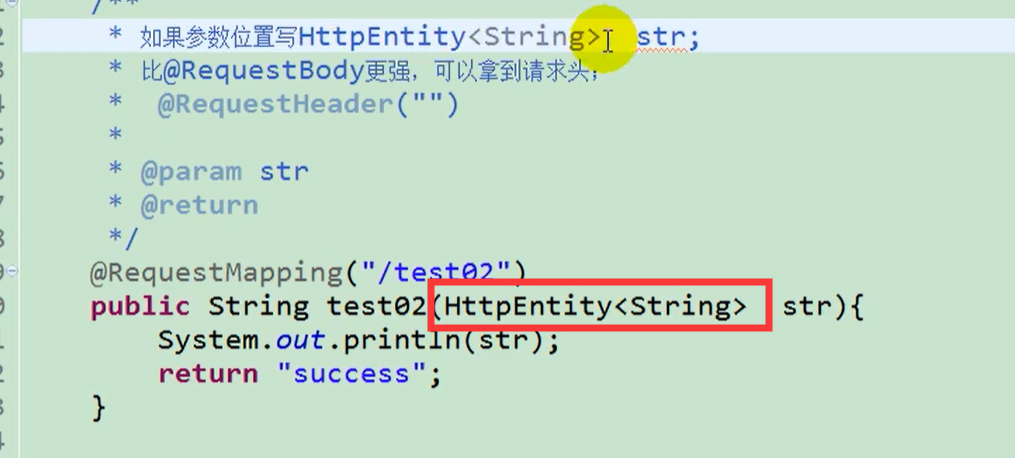 /**
* 如果参数位置写HttpEntity<String> str;
* 比@RequestBody更强，可以拿到请求头；
* @RequestHeader("")
*
* @param str
* @return
*/
@RequestMapping("/test02")
public String test02(HttpEntity<String> str){
System.out.println(str);
return "success";
}